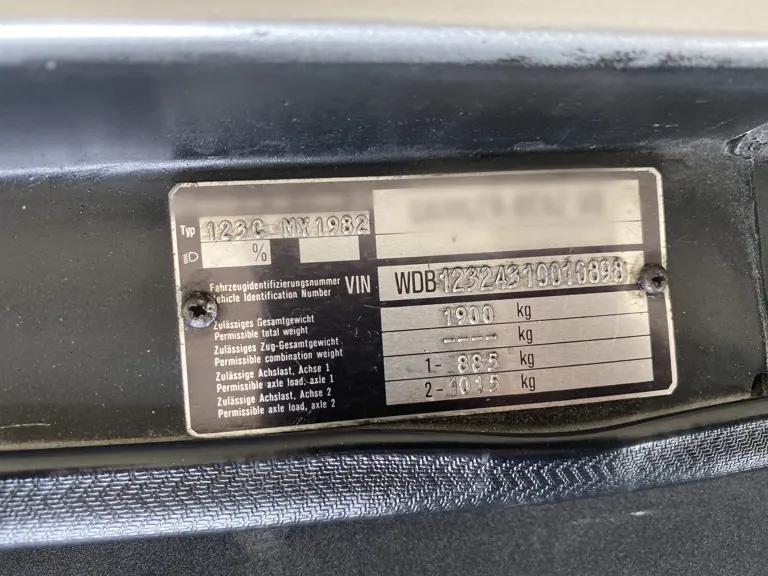 Typ 123C MY1982
%
Fahrzeugidentifizierungsnummer
Vehicle Identification Number
VIN WDB12324310010898
Zulässiges Gesamtgewicht
Permissible total weight
1900 kg
Zulässiges Zug-Gesamtgewicht
Permissible combination weight
---- kg
Zulässige Achslast, Achse 1
Permissible axle load, axle 1
1- 885 kg
Zulässige Achslast, Achse 2
Permissible axle load, axle 2
2- 1015 kg